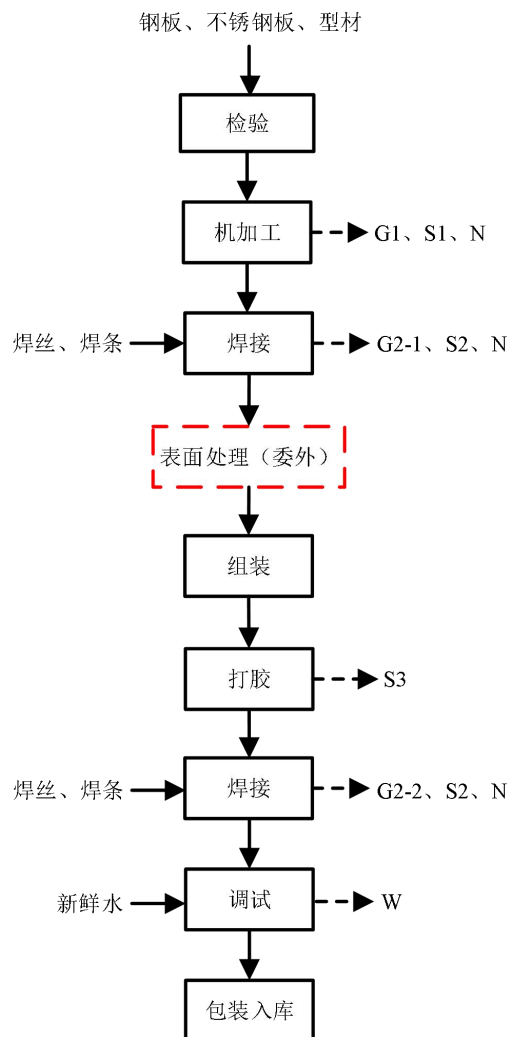 钢板、不锈钢板、型材
检验
机加工
G1、S1、N
焊丝、焊条
焊接
G2-1、S2、N
表面处理（委外）
组装
打胶
S3
焊丝、焊条
焊接
G2-2、S2、N
新鲜水
调试
W
包装入库